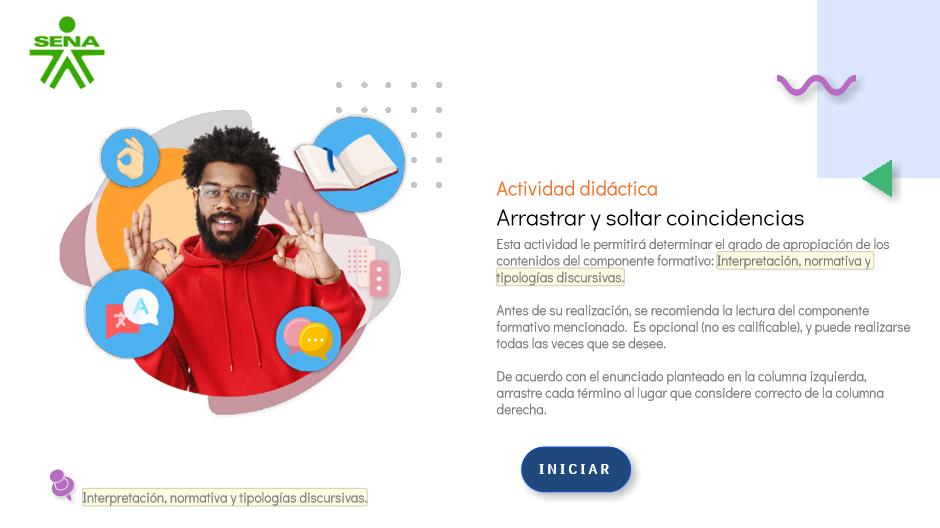 SENA
A
Actividad didáctica
Arrastrar y soltar coincidencias
Esta actividad le permitirá determinar el grado de apropiación de los
contenidos del componente formativo: Interpretación, normativa y
tipologías discursivas.
Antes de su realización, se recomienda la lectura del componente
formativo mencionado. Es opcional (no es calificable), y puede realizarse
todas las veces que se desee.
De acuerdo con el enunciado planteado en la columna izquierda,
arrastre cada término al lugar que considere correcto de la columna
derecha.
INICIAR
Interpretación, normativa y tipologías discursivas.